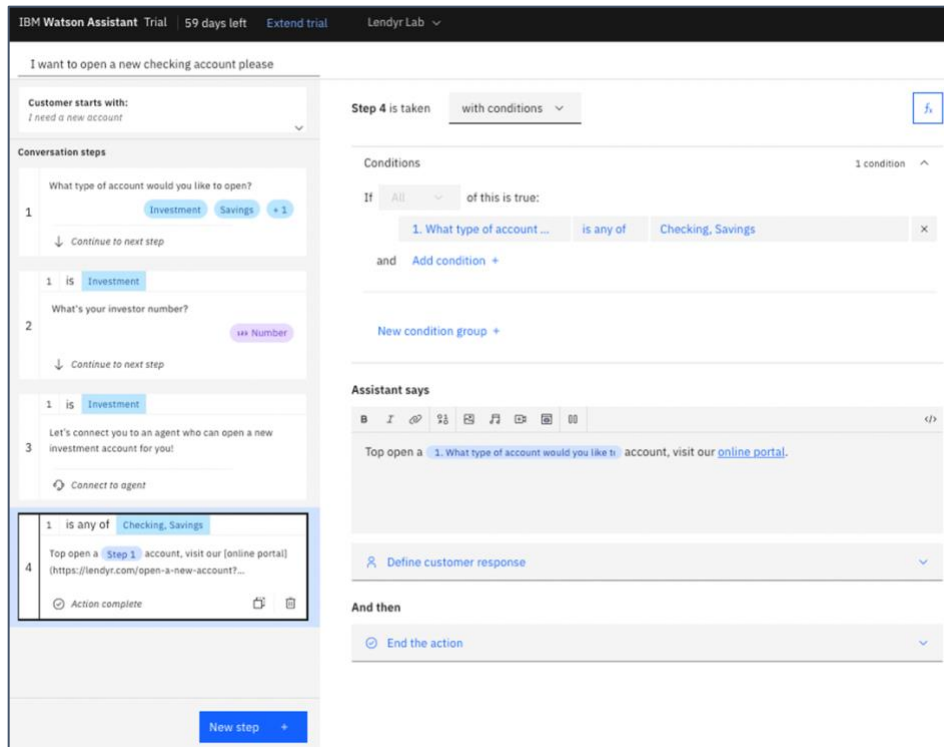 IBM Watson Assistant Trial 59 days left Extend trial Lendyr Lab
I want to open a new checking account please
Customer starts with:
I need a new account
Conversation steps
1
What type of account would you like to open?
Investment Savings + 1
Continue to next step
1 is Investment
2
What's your investor number?
Number
Continue to next step
1 is Investment
3
Let's connect you to an agent who can open a new
investment account for you!
Connect to agent
1 is any of Checking, Savings
4
Top open a Step 1 account, visit our [online portal]
(https://lendyr.com/open-a-new-account?...
Action complete
New step +
Step 4 is taken with conditions
fx
Conditions 1 condition
If All of this is true:
1. What type of account ... is any of Checking, Savings ×
and Add condition +
New condition group +
Assistant says
B I </>
Top open a 1. What type of account would you like account, visit our online portal.
Define customer response
And then
End the action